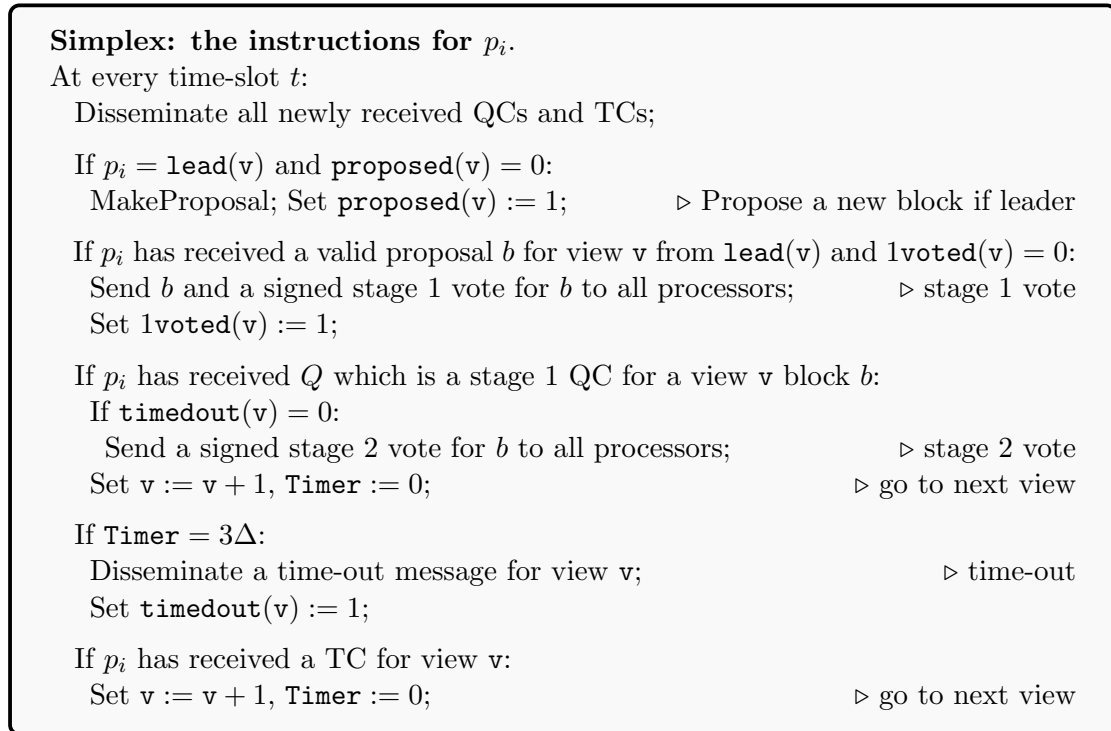 Simplex: the instructions for p_i.
At every time-slot t:
Disseminate all newly received QCs and TCs;
If p_i = lead(v) and proposed(v) = 0:
MakeProposal; Set proposed(v) := 1; ▷ Propose a new block if leader
If p_i has received a valid proposal b for view v from lead(v) and 1voted(v) = 0:
Send b and a signed stage 1 vote for b to all processors; ▷ stage 1 vote
Set 1voted(v) := 1;
If p_i has received Q which is a stage 1 QC for a view v block b:
If timedout(v) = 0:
Send a signed stage 2 vote for b to all processors; ▷ stage 2 vote
Set v := v + 1, Timer := 0; ▷ go to next view
If Timer = 3Δ:
Disseminate a time-out message for view v; ▷ time-out
Set timedout(v) := 1;
If p_i has received a TC for view v:
Set v := v + 1, Timer := 0; ▷ go to next view